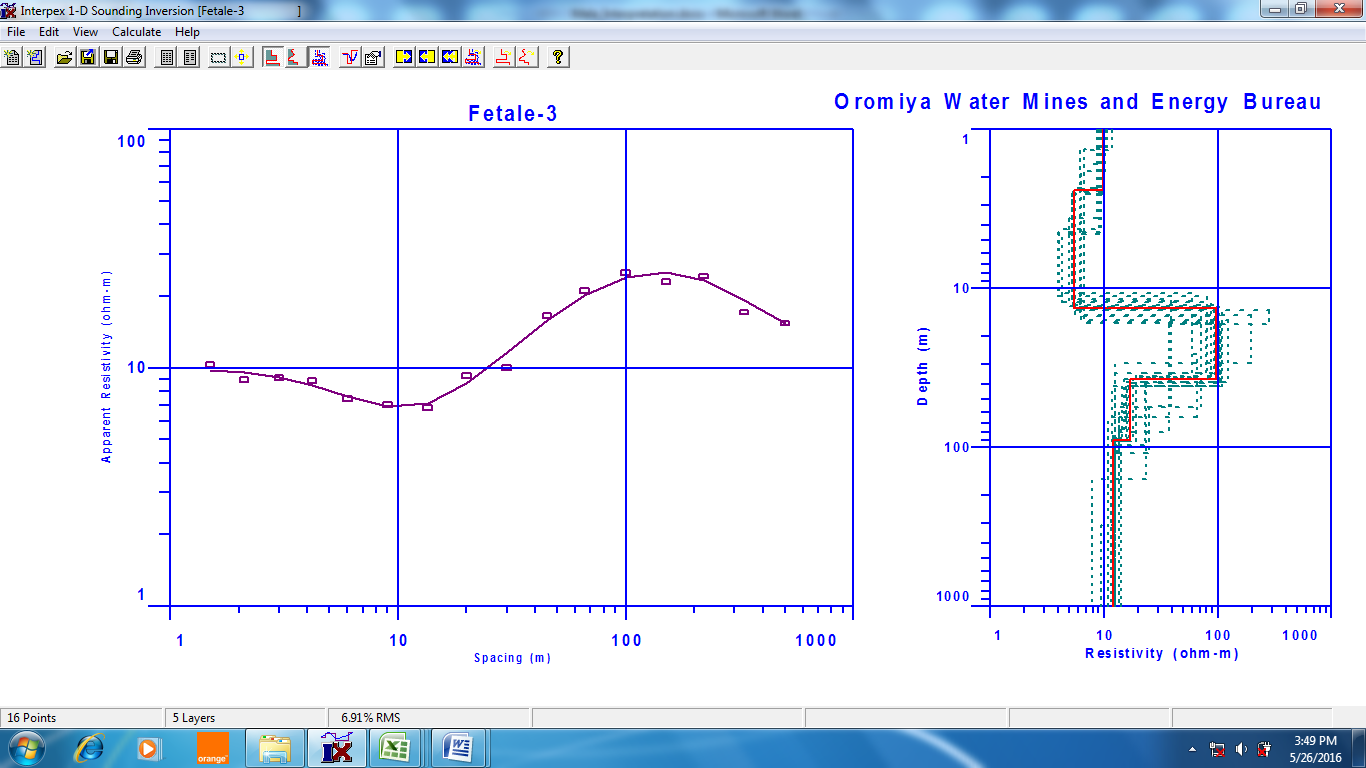 Interpex 1-D Sounding Inversion [Fetale-3 ]
File Edit View Calculate Help
Fetale-3
Oromiya Water Mines and Energy Bureau
100
10
1
Apparent Resistivity (ohm-m)
1 10 100 1000
Spacing (m)
1
10
100
1000
Depth (m)
1 10 100 1000
Resistivity (ohm-m)
16 Points 5 Layers 6.91% RMS
orange
3:49 PM
5/26/2016